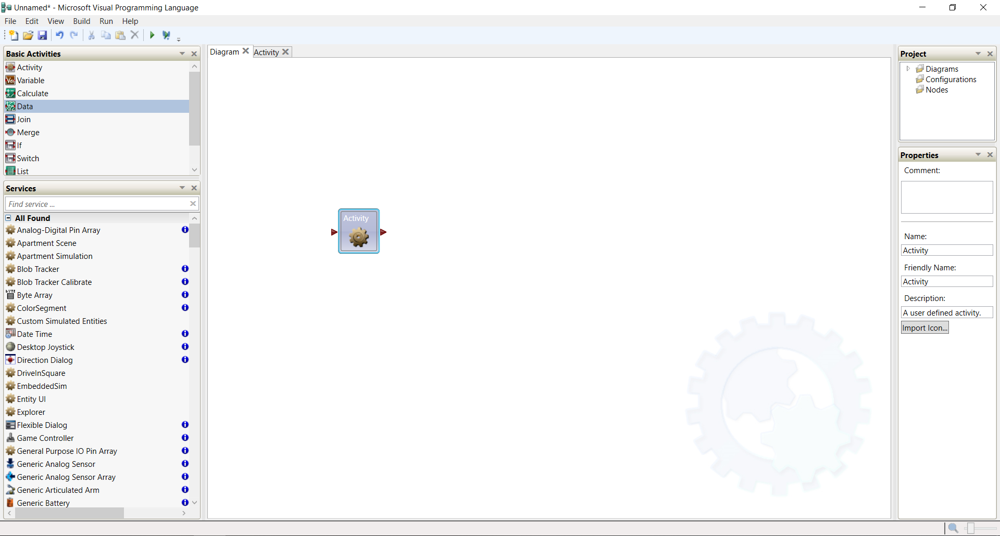 Unnamed* - Microsoft Visual Programming Language
File Edit View Build Run Help
Basic Activities
Activity
Variable
Calculate
Data
Join
Merge
If
Switch
List
Services
Find service ...
All Found
Analog-Digital Pin Array
Apartment Scene
Apartment Simulation
Blob Tracker
Blob Tracker Calibrate
Byte Array
ColorSegment
Custom Simulated Entities
Date Time
Desktop Joystick
Direction Dialog
DriveInSquare
EmbeddedSim
Entity UI
Explorer
Flexible Dialog
Game Controller
General Purpose IO Pin Array
Generic Analog Sensor
Generic Analog Sensor Array
Generic Articulated Arm
Generic Battery
Diagram Activity
Activity
Project
Diagrams
Configurations
Nodes
Properties
Comment:
Name:
Activity
Friendly Name:
Activity
Description:
A user defined activity.
Import Icon...